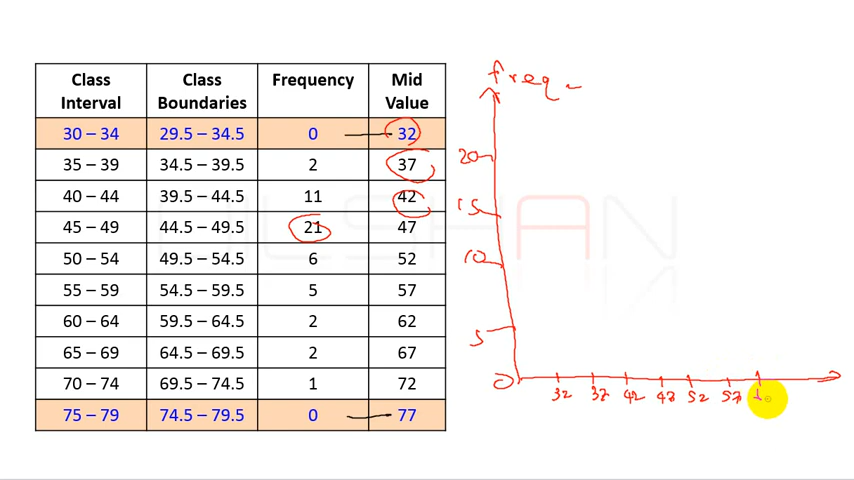 Class Interval Class Boundaries Frequency Mid Value
30 – 34 29.5 – 34.5 0 32
35 – 39 34.5 – 39.5 2 37
40 – 44 39.5 – 44.5 11 42
45 – 49 44.5 – 49.5 21 47
50 – 54 49.5 – 54.5 6 52
55 – 59 54.5 – 59.5 5 57
60 – 64 59.5 – 64.5 2 62
65 – 69 64.5 – 69.5 2 67
70 – 74 69.5 – 74.5 1 72
75 – 79 74.5 – 79.5 0 77
freq.
20
15
10
5
0
32 37 42 47 52 57